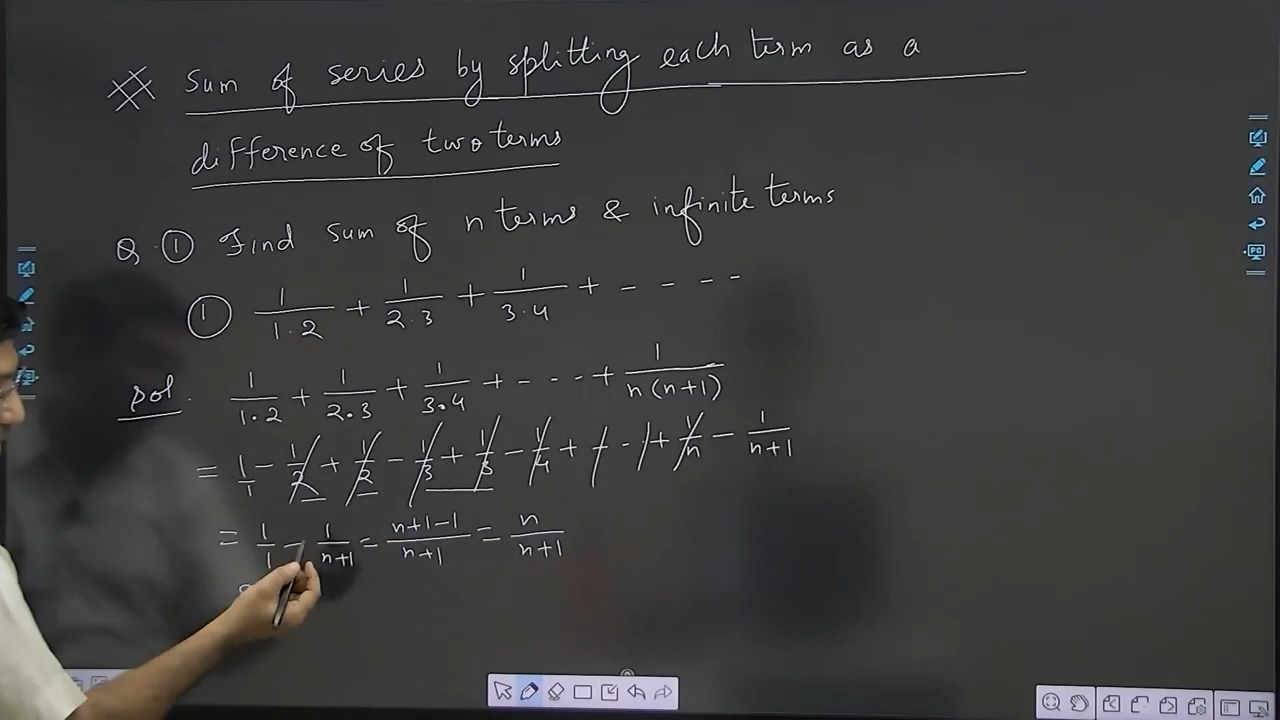 Sum of series by splitting each term as a
difference of two terms
Q. ① Find sum of n terms & infinite terms
① 1/1·2 + 1/2·3 + 1/3·4 + - - - -
Sol. 1/1·2 + 1/2·3 + 1/3·4 + - - - + 1/n(n+1)
= 1/1 - 1/2 + 1/2 - 1/3 + 1/3 - 1/4 + - - - + 1/n - 1/n+1
= 1/1 - 1/n+1 = n+1-1/n+1 = n/n+1